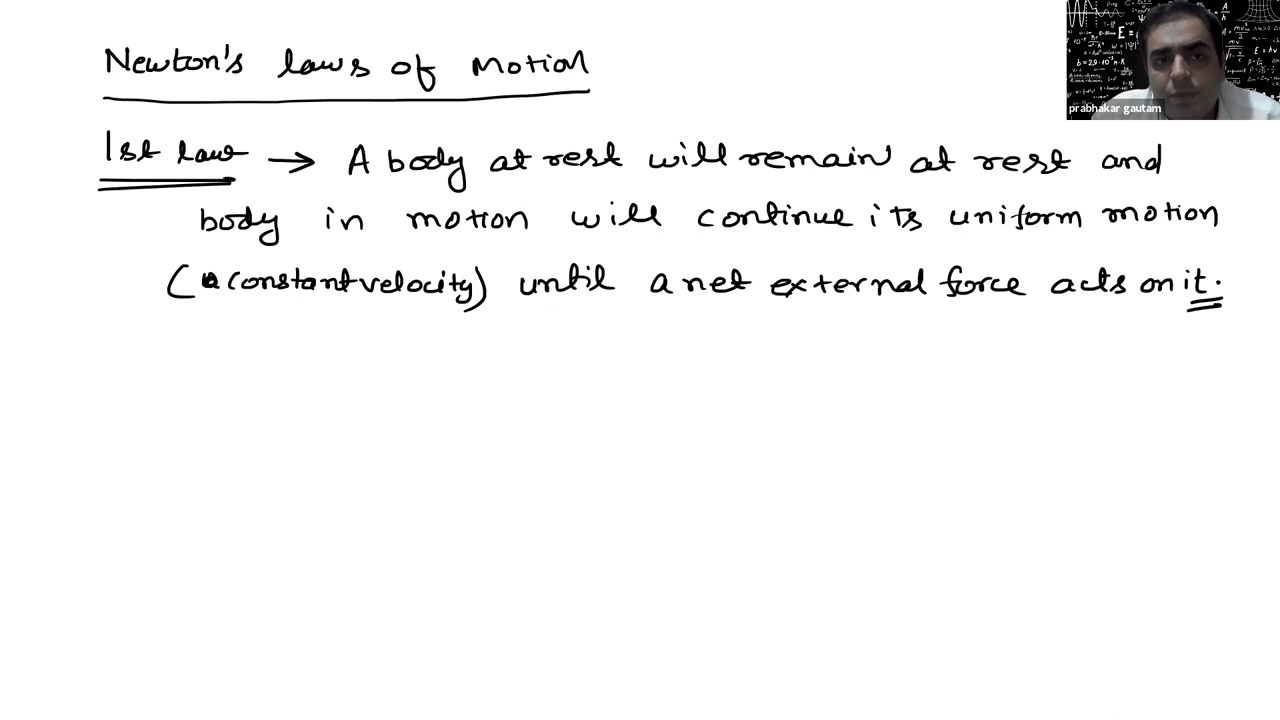 Newton's laws of Motion
1st law → A body at rest will remain at rest and
body in motion will continue its uniform motion
(constant velocity) until a net external force acts on it.
prabhakar gautam